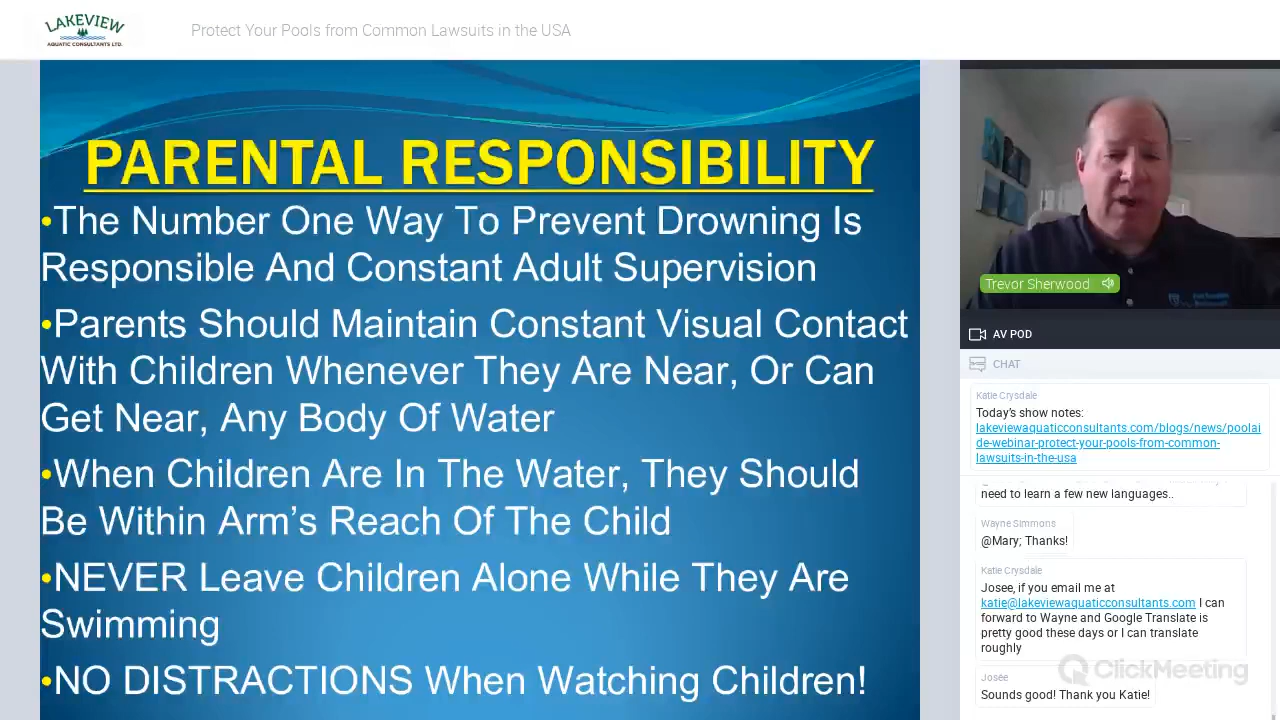 LAKEVIEW
AQUATIC CONSULTANTS LTD.
Protect Your Pools from Common Lawsuits in the USA
PARENTAL RESPONSIBILITY
•The Number One Way To Prevent Drowning Is
Responsible And Constant Adult Supervision
•Parents Should Maintain Constant Visual Contact
With Children Whenever They Are Near, Or Can
Get Near, Any Body Of Water
•When Children Are In The Water, They Should
Be Within Arm’s Reach Of The Child
•NEVER Leave Children Alone While They Are
Swimming
•NO DISTRACTIONS When Watching Children!
Trevor Sherwood
AV POD
CHAT
Katie Crysdale
Today's show notes:
lakeviewaquaticconsultants.com/blogs/news/poolai
de-webinar-protect-your-pools-from-common-
lawsuits-in-the-usa
need to learn a few new languages..
Wayne Simmons
@Mary; Thanks!
Katie Crysdale
Josee, if you email me at
katie@lakeviewaquaticconsultants.com I can
forward to Wayne and Google Translate is
pretty good these days or I can translate
roughly
ClickMeeting
Josée
Sounds good! Thank you Katie!